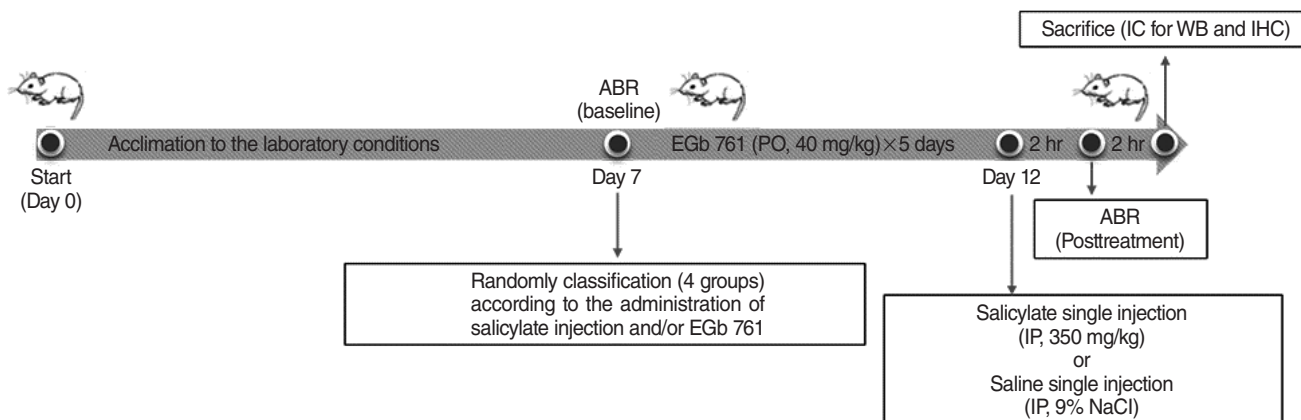 Sacrifice (IC for WB and IHC)
ABR
(baseline)
Acclimation to the laboratory conditions
EGb 761 (PO, 40 mg/kg)×5 days
2 hr
2 hr
Start
(Day 0)
Day 7
Day 12
ABR
(Posttreatment)
Randomly classification (4 groups)
according to the administration of
salicylate injection and/or EGb 761
Salicylate single injection
(IP, 350 mg/kg)
or
Saline single injection
(IP, 9% NaCl)